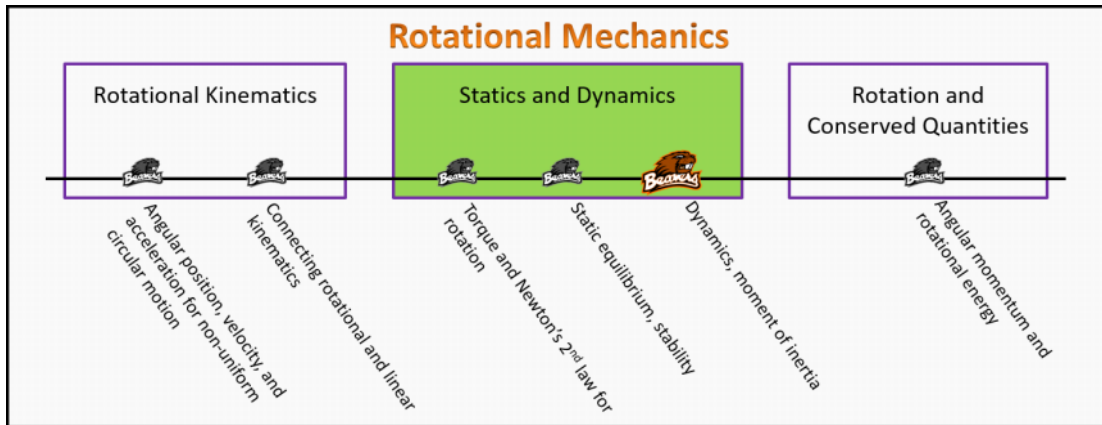 Rotational Mechanics
Rotational Kinematics
Statics and Dynamics
Rotation and
Conserved Quantities
Beavers
Beavers
Beavers
Beavers
Beavers
Beavers
Angular position, velocity, and
acceleration for non-uniform
circular motion
Connecting rotational and linear
kinematics
Torque and Newton's 2nd law for
rotation
Static equilibrium, stability
Dynamics, moment of inertia
Angular momentum and
rotational energy